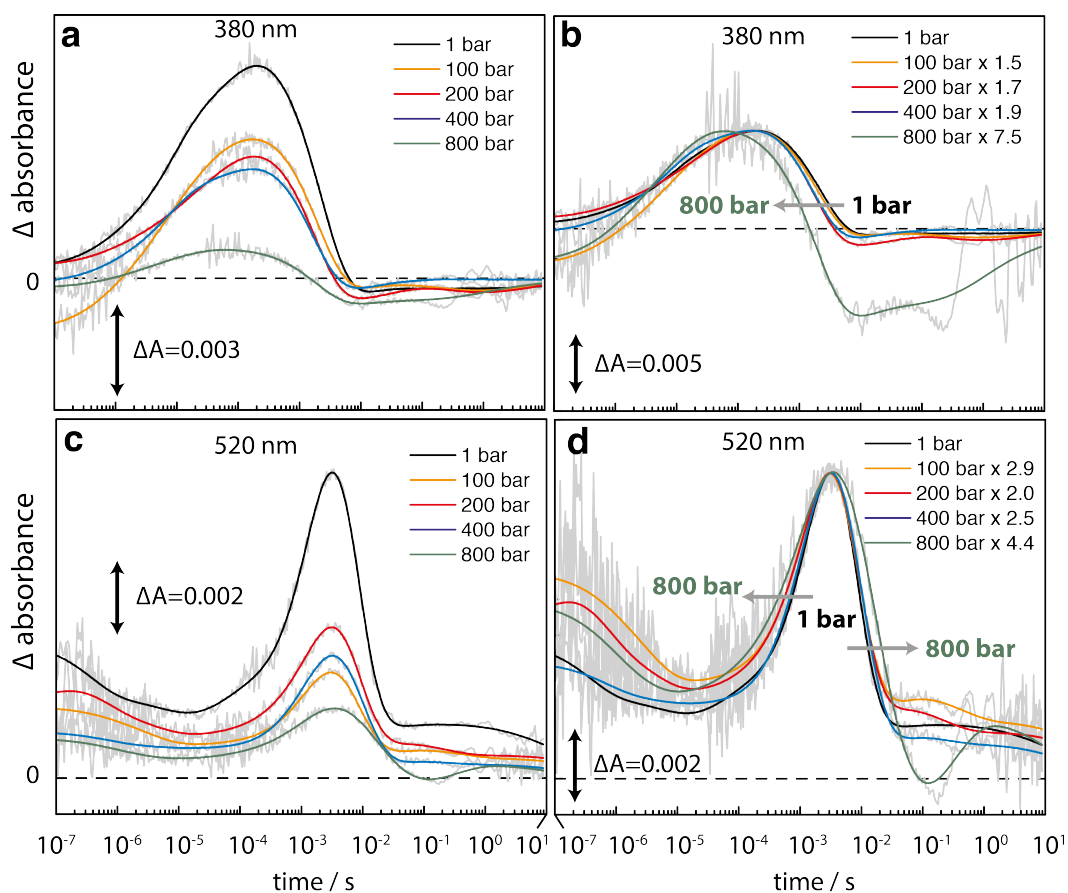 a
380 nm
1 bar
100 bar
200 bar
400 bar
800 bar
Δ absorbance
0
ΔA=0.003
b
380 nm
1 bar
100 bar x 1.5
200 bar x 1.7
400 bar x 1.9
800 bar x 7.5
800 bar
1 bar
ΔA=0.005
c
520 nm
1 bar
100 bar
200 bar
400 bar
800 bar
Δ absorbance
0
ΔA=0.002
10⁻⁷ 10⁻⁶ 10⁻⁵ 10⁻⁴ 10⁻³ 10⁻² 10⁻¹ 10⁰
time / s
d
520 nm
1 bar
100 bar x 2.9
200 bar x 2.0
400 bar x 2.5
800 bar x 4.4
800 bar
1 bar
800 bar
ΔA=0.002
10⁻⁷ 10⁻⁶ 10⁻⁵ 10⁻⁴ 10⁻³ 10⁻² 10⁻¹ 10⁰ 10¹
time / s